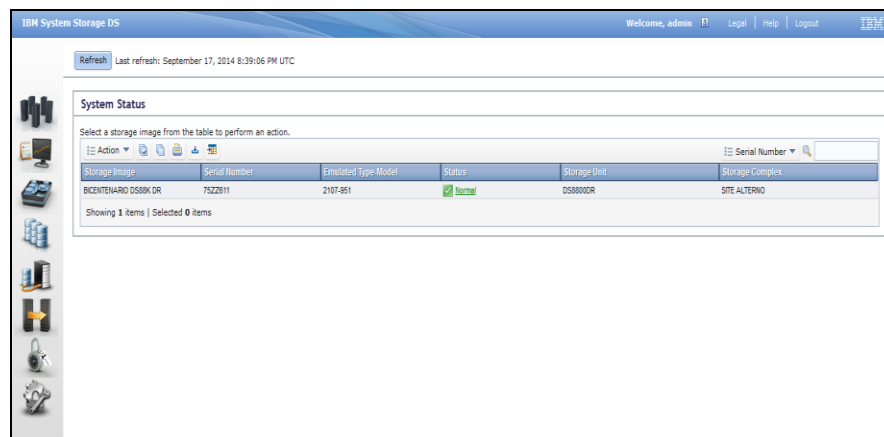 IBM System Storage DS
Welcome, admin Legal | Help | Logout IBM
Refresh Last refresh: September 17, 2014 8:39:06 PM UTC
System Status
Select a storage image from the table to perform an action.
Action Serial Number
Storage Image Serial Number Emulated Type-Model Status Storage Unit Storage Complex
BICENTENARIO DS88K DR 75ZZ611 2107-951 Normal DS8800DR SITE ALTERNO
Showing 1 items | Selected 0 items